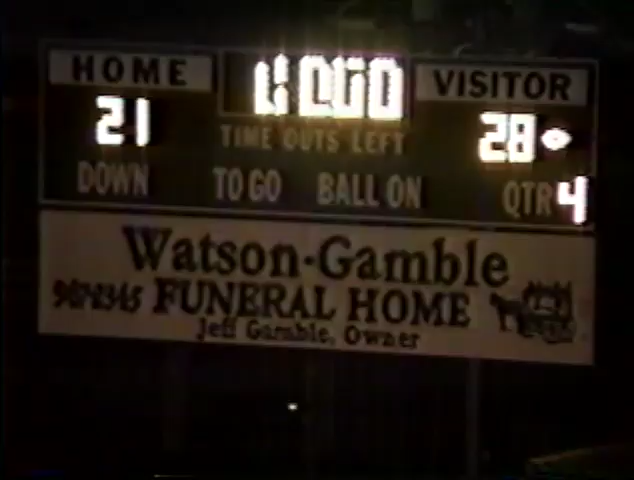 HOME VISITOR
21 28
TIME OUTS LEFT
DOWN TO GO BALL ON QTR 4
Watson-Gamble
FUNERAL HOME
Jeff Gamble, Owner